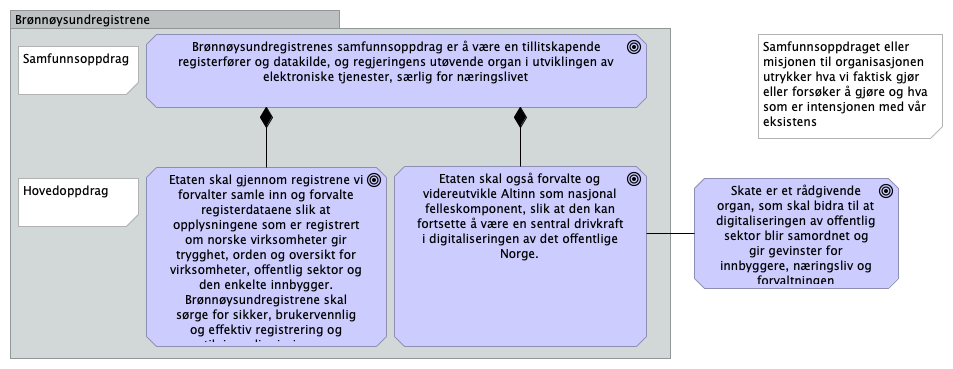 Brønnøysundregistrene
Samfunnsoppdrag
Brønnøysundregistrenes samfunnsoppdrag er å være en tillitskapende
registerfører og datakilde, og regjeringens utøvende organ i utviklingen av
elektroniske tjenester, særlig for næringslivet
Samfunnsoppdraget eller
misjonen til organisasjonen
utrykker hva vi faktisk gjør
eller forsøker å gjøre og hva
som er intensjonen med vår
eksistens
Hovedoppdrag
Etaten skal gjennom registrene vi
forvalter samle inn og forvalte
registerdataene slik at
opplysningene som er registrert
om norske virksomheter gir
trygghet, orden og oversikt for
virksomheter, offentlig sektor og
den enkelte innbygger.
Brønnøysundregistrene skal
sørge for sikker, brukervennlig
og effektiv registrering og
Etaten skal også forvalte og
videreutvikle Altinn som nasjonal
felleskomponent, slik at den kan
fortsette å være en sentral drivkraft
i digitaliseringen av det offentlige
Norge.
Skate er et rådgivende
organ, som skal bidra til at
digitaliseringen av offentlig
sektor blir samordnet og
gir gevinster for
innbyggere, næringsliv og
forvaltningen